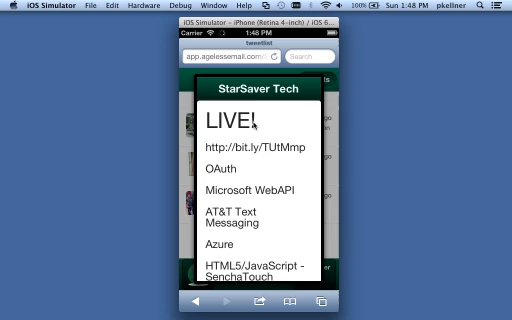 iOS Simulator File Edit Hardware Debug Window Help 100% Sun 1:48 PM pkellner
iOS Simulator – iPhone (Retina 4-inch) / iOS 6...
Carrier 1:48 PM
tweetlist
app.agelessemail.com/ Search
StarSaver Tech
LIVE!
http://bit.ly/TUtMmp
OAuth
Microsoft WebAPI
AT&T Text
Messaging
Azure
HTML5/JavaScript -
SenchaTouch